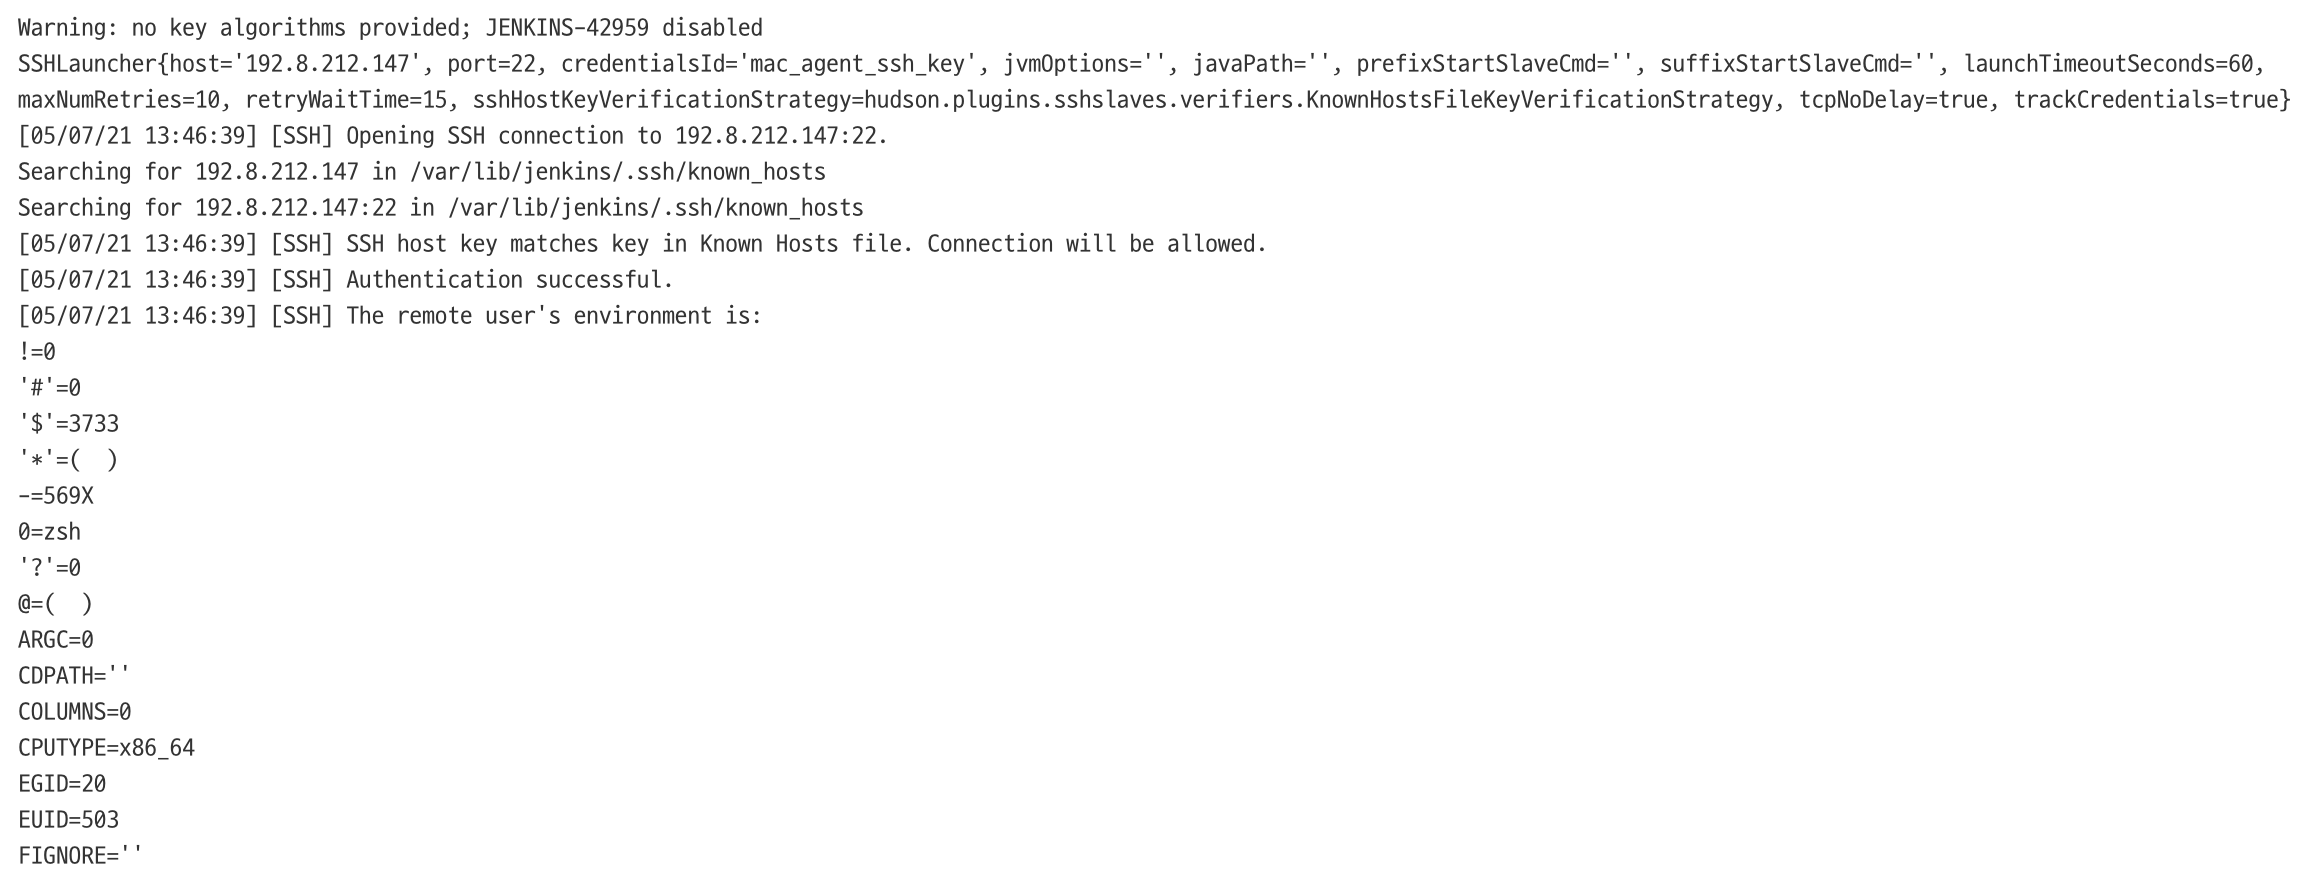 Warning: no key algorithms provided; JENKINS-42959 disabled
SSHLauncher{host='192.8.212.147', port=22, credentialsId='mac_agent_ssh_key', jvmOptions='', javaPath='', prefixStartSlaveCmd='', suffixStartSlaveCmd='', launchTimeoutSeconds=60,
maxNumRetries=10, retryWaitTime=15, sshHostKeyVerificationStrategy=hudson.plugins.sshslaves.verifiers.KnownHostsFileKeyVerificationStrategy, tcpNoDelay=true, trackCredentials=true}
[05/07/21 13:46:39] [SSH] Opening SSH connection to 192.8.212.147:22.
Searching for 192.8.212.147 in /var/lib/jenkins/.ssh/known_hosts
Searching for 192.8.212.147:22 in /var/lib/jenkins/.ssh/known_hosts
[05/07/21 13:46:39] [SSH] SSH host key matches key in Known Hosts file. Connection will be allowed.
[05/07/21 13:46:39] [SSH] Authentication successful.
[05/07/21 13:46:39] [SSH] The remote user's environment is:
!=0
'#'=0
'$'=3733
'*'=(  )
-=569X
0=zsh
'?'=0
@=(  )
ARGC=0
CDPATH=''
COLUMNS=0
CPUTYPE=x86_64
EGID=20
EUID=503
FIGNORE=''